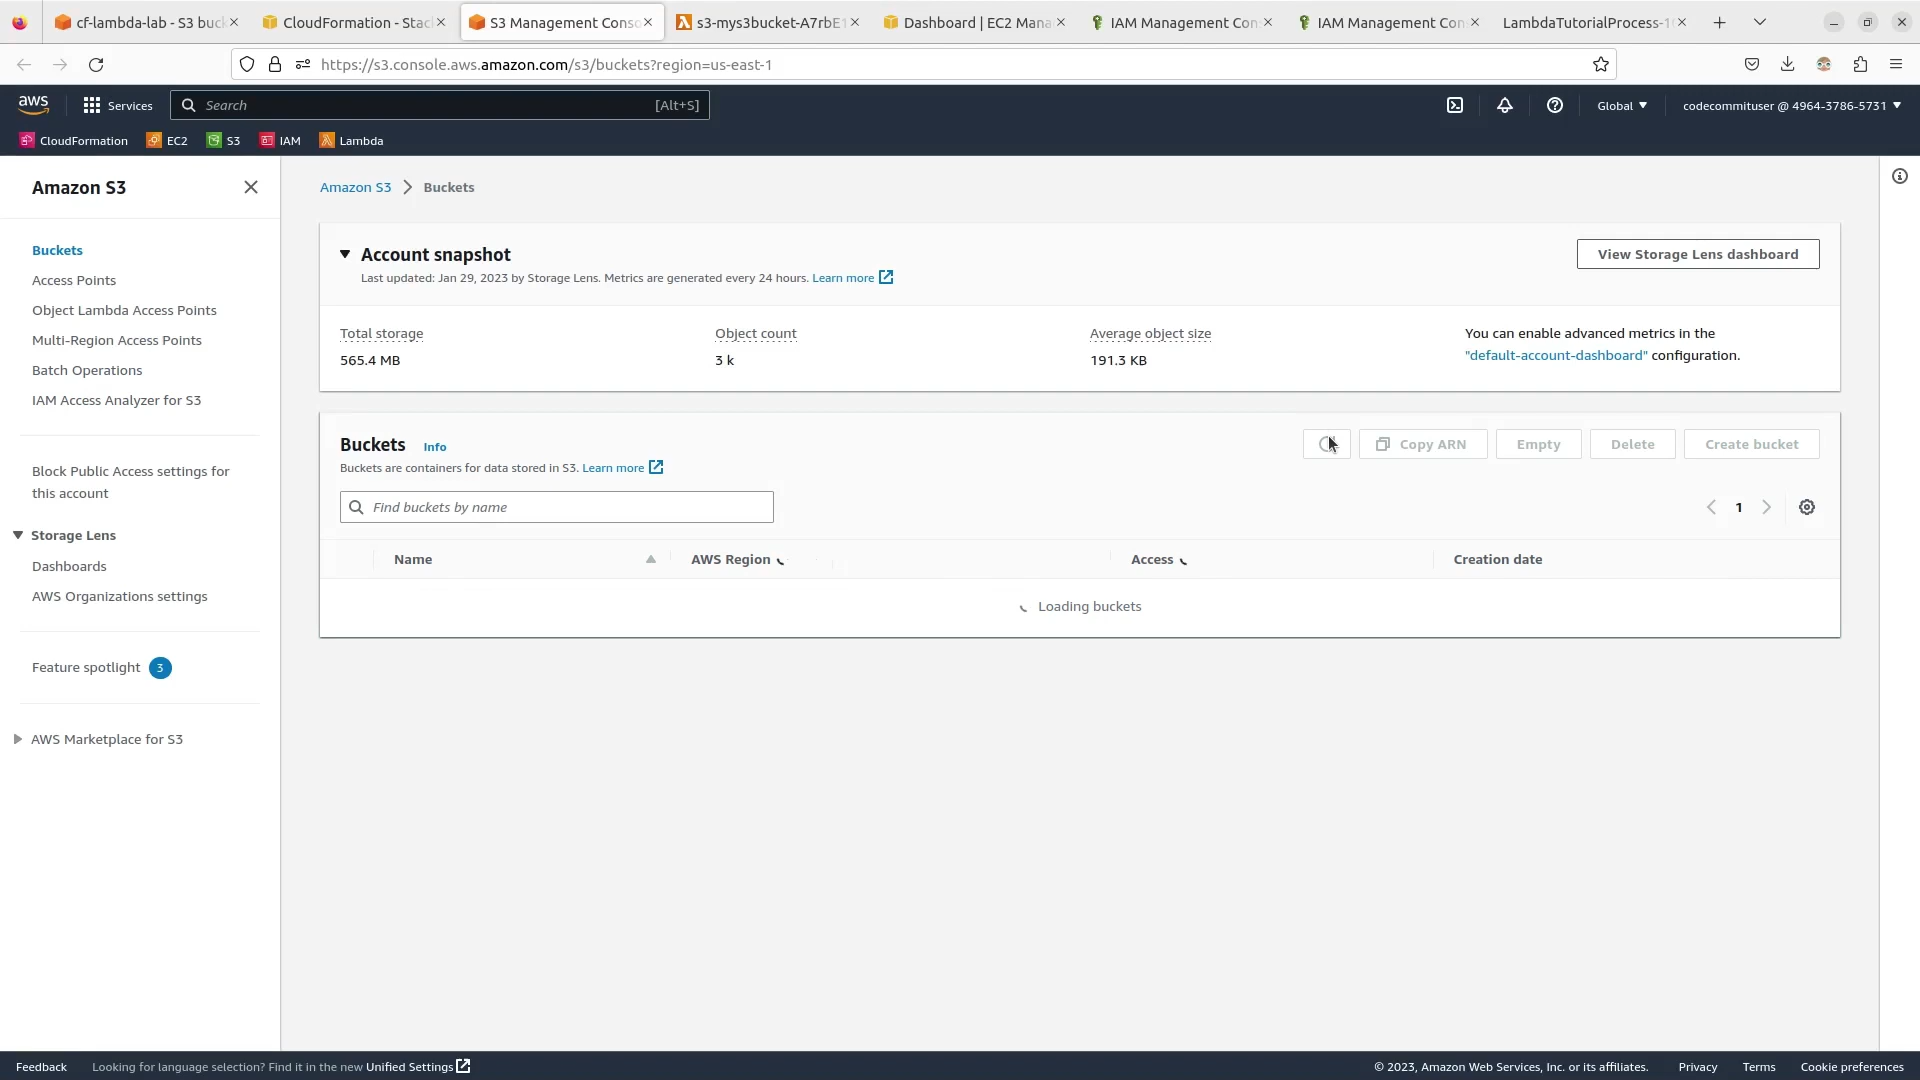 cf-lambda-lab - S3 buck
CloudFormation - Stac
S3 Management Conso
s3-mys3bucket-A7rbE1
Dashboard | EC2 Mana
IAM Management Con
IAM Management Con
LambdaTutorialProcess-1
https://s3.console.aws.amazon.com/s3/buckets?region=us-east-1
aws
Services
Search
[Alt+S]
Global
codecommituser @ 4964-3786-5731
CloudFormation
EC2
S3
IAM
Lambda
Amazon S3
Buckets
Access Points
Object Lambda Access Points
Multi-Region Access Points
Batch Operations
IAM Access Analyzer for S3
Block Public Access settings for
this account
Storage Lens
Dashboards
AWS Organizations settings
Feature spotlight 3
AWS Marketplace for S3
Amazon S3 > Buckets
Account snapshot
Last updated: Jan 29, 2023 by Storage Lens. Metrics are generated every 24 hours. Learn more
View Storage Lens dashboard
Total storage
565.4 MB
Object count
3 k
Average object size
191.3 KB
You can enable advanced metrics in the
"default-account-dashboard" configuration.
Buckets Info
Buckets are containers for data stored in S3. Learn more
Copy ARN
Empty
Delete
Create bucket
Find buckets by name
1
Name
AWS Region
Access
Creation date
Loading buckets
Feedback
Looking for language selection? Find it in the new Unified Settings
© 2023, Amazon Web Services, Inc. or its affiliates.
Privacy
Terms
Cookie preferences